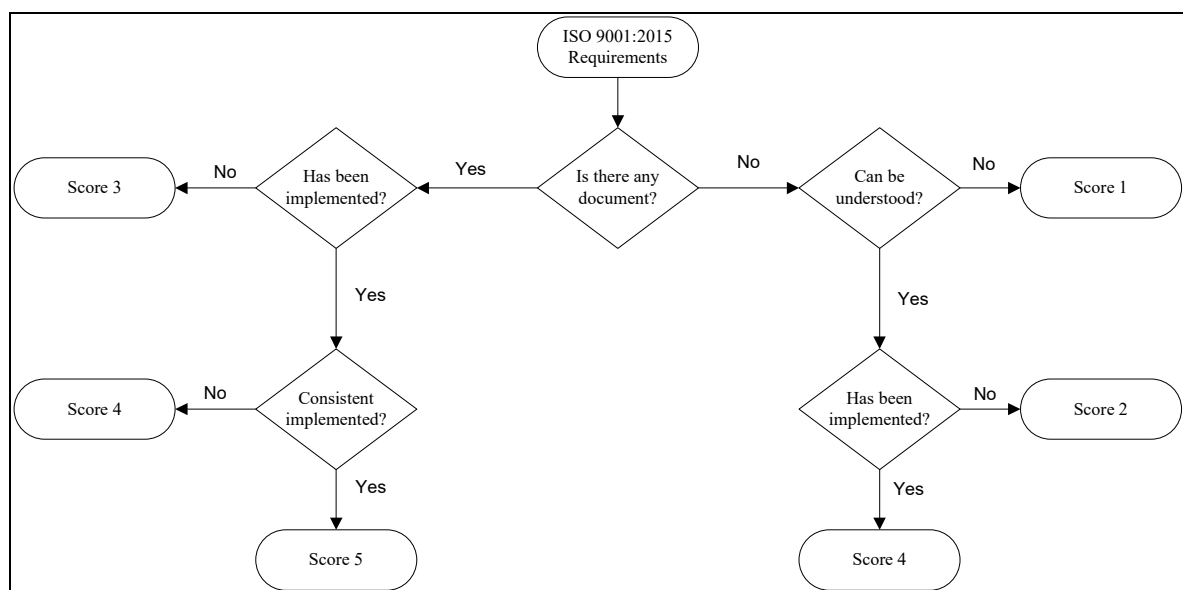 ISO 9001:2015
Requirements
Has been
implemented?
Yes
Is there any
document?
No
Can be
understood?
No
Score 1
No
Score 3
Yes
Yes
Consistent
implemented?
No
Score 4
Has been
implemented?
No
Score 2
Yes
Yes
Score 5
Score 4